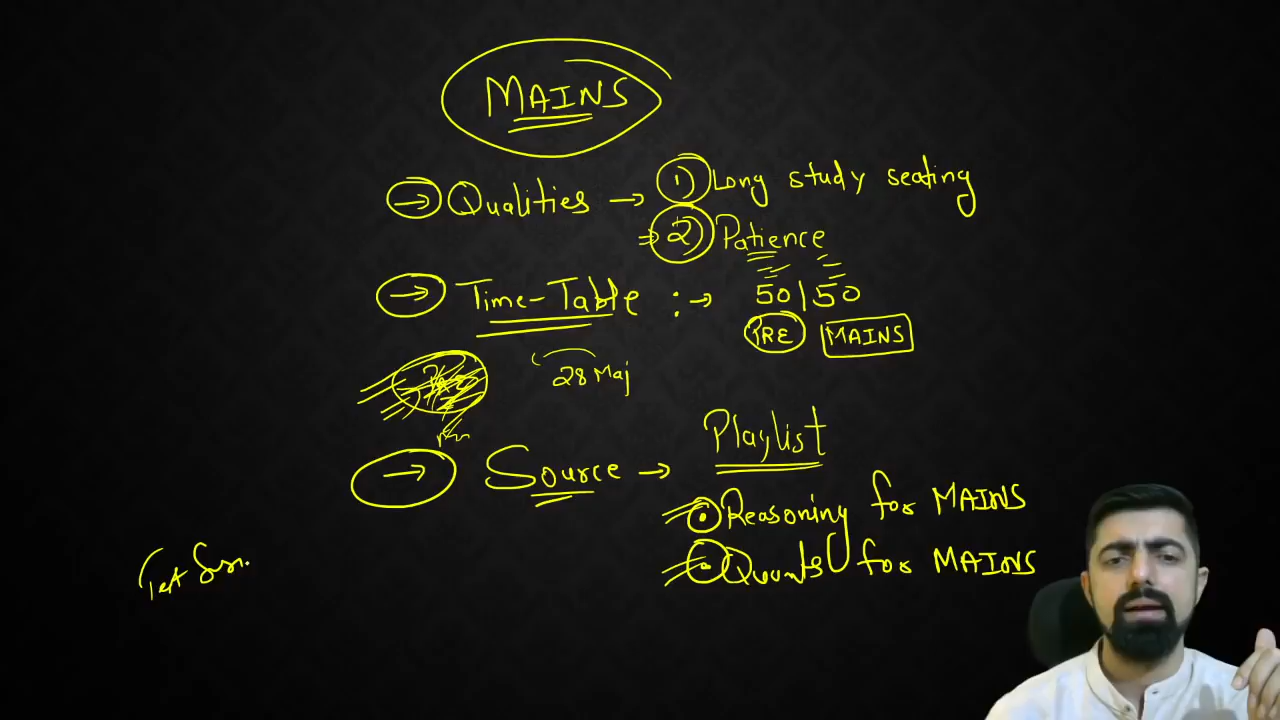 MAINS
→ Qualities → 1) Long study seating
⇒ 2) Patience
→ Time-Table :→ 50|50
PRE MAINS
28 Maj
→ Source → Playlist
Reasoning for MAINS
Quants for MAINS